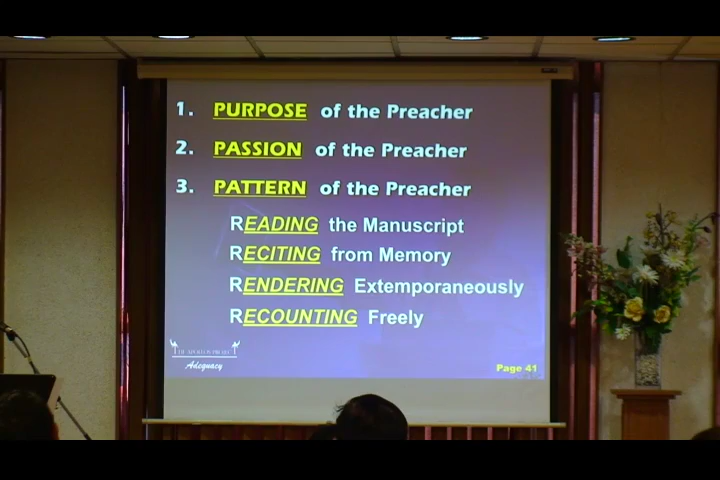 1. PURPOSE of the Preacher
2. PASSION of the Preacher
3. PATTERN of the Preacher
READING the Manuscript
RECITING from Memory
RENDERING Extemporaneously
RECOUNTING Freely
Adequacy
Page 41